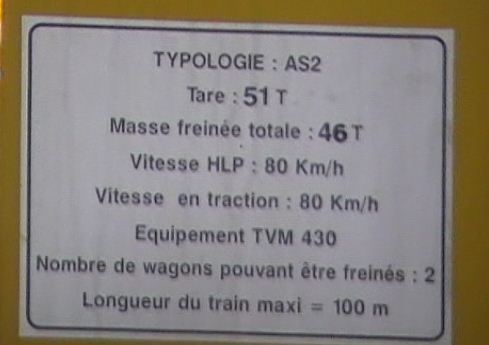 TYPOLOGIE : AS2
Tare : 51 T
Masse freinée totale : 46 T
Vitesse HLP : 80 Km/h
Vitesse en traction : 80 Km/h
Equipement TVM 430
Nombre de wagons pouvant être freinés : 2
Longueur du train maxi = 100 m